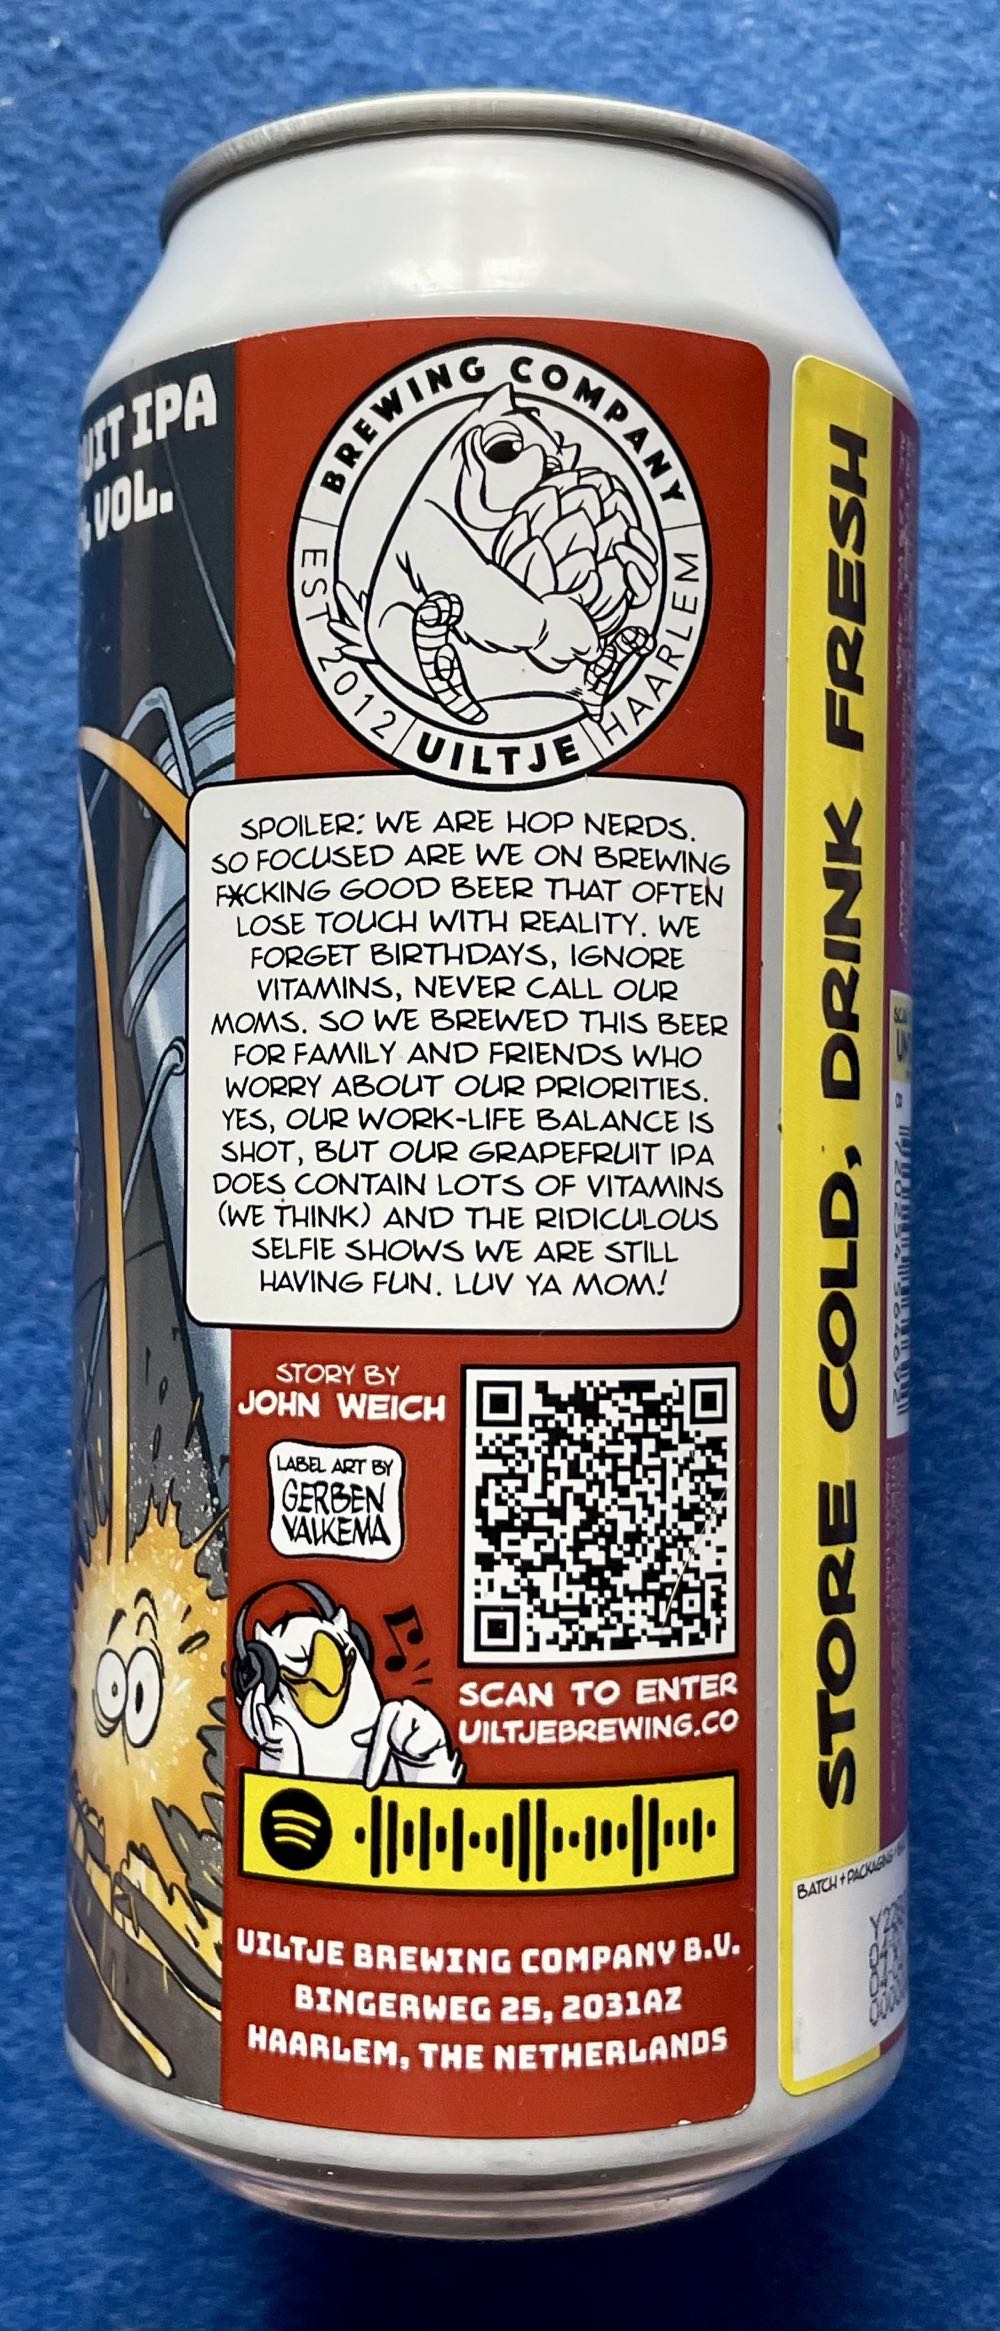 UIT IPA
% VOL.
BREWING COMPANY
EST 2012
UILTJE
HAARLEM
SPOILER: WE ARE HOP NERDS.
SO FOCUSED ARE WE ON BREWING
F*CKING GOOD BEER THAT OFTEN
LOSE TOUCH WITH REALITY. WE
FORGET BIRTHDAYS, IGNORE
VITAMINS, NEVER CALL OUR
MOMS. SO WE BREWED THIS BEER
FOR FAMILY AND FRIENDS WHO
WORRY ABOUT OUR PRIORITIES.
YES, OUR WORK-LIFE BALANCE IS
SHOT, BUT OUR GRAPEFRUIT IPA
DOES CONTAIN LOTS OF VITAMINS
(WE THINK) AND THE RIDICULOUS
SELFIE SHOWS WE ARE STILL
HAVING FUN. LUV YA MOM!
STORY BY
JOHN WEICH
LABEL ART BY
GERBEN
VALKEMA
SCAN TO ENTER
UILTJEBREWING.CO
UILTJE BREWING COMPANY B.V.
BINGERWEG 25, 2031AZ
HAARLEM, THE NETHERLANDS
STORE COLD, DRINK FRESH
BATCH + PACKAGING